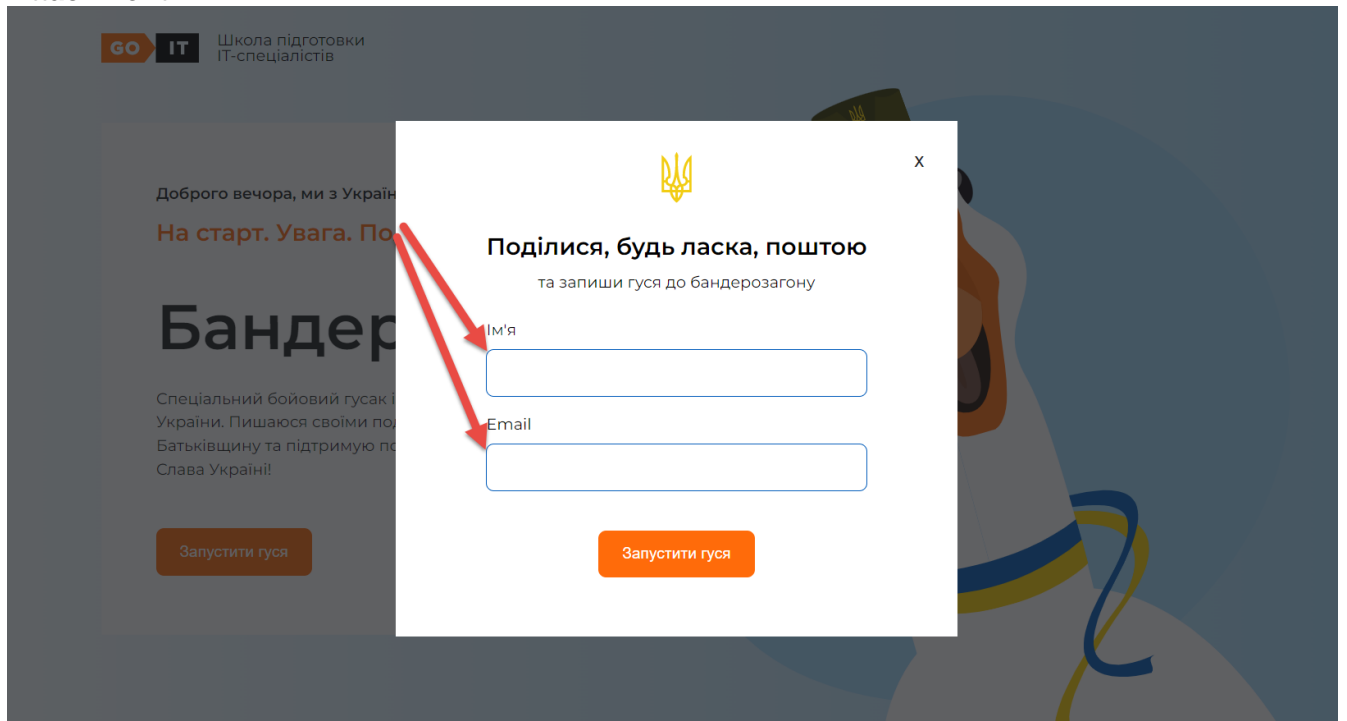 GO IT
Школа підготовки
ІТ-спеціалістів
Доброго вечора, ми з Україн
На старт. Увага. По
Бандер
Спеціальний бойовий гусак і
України. Пишаюся своїми по
Батьківщину та підтримую по
Слава Україні!
Запустити гуся
X
Поділися, будь ласка, поштою
та запиши гуся до бандерозагону
Ім'я
Email
Запустити гуся